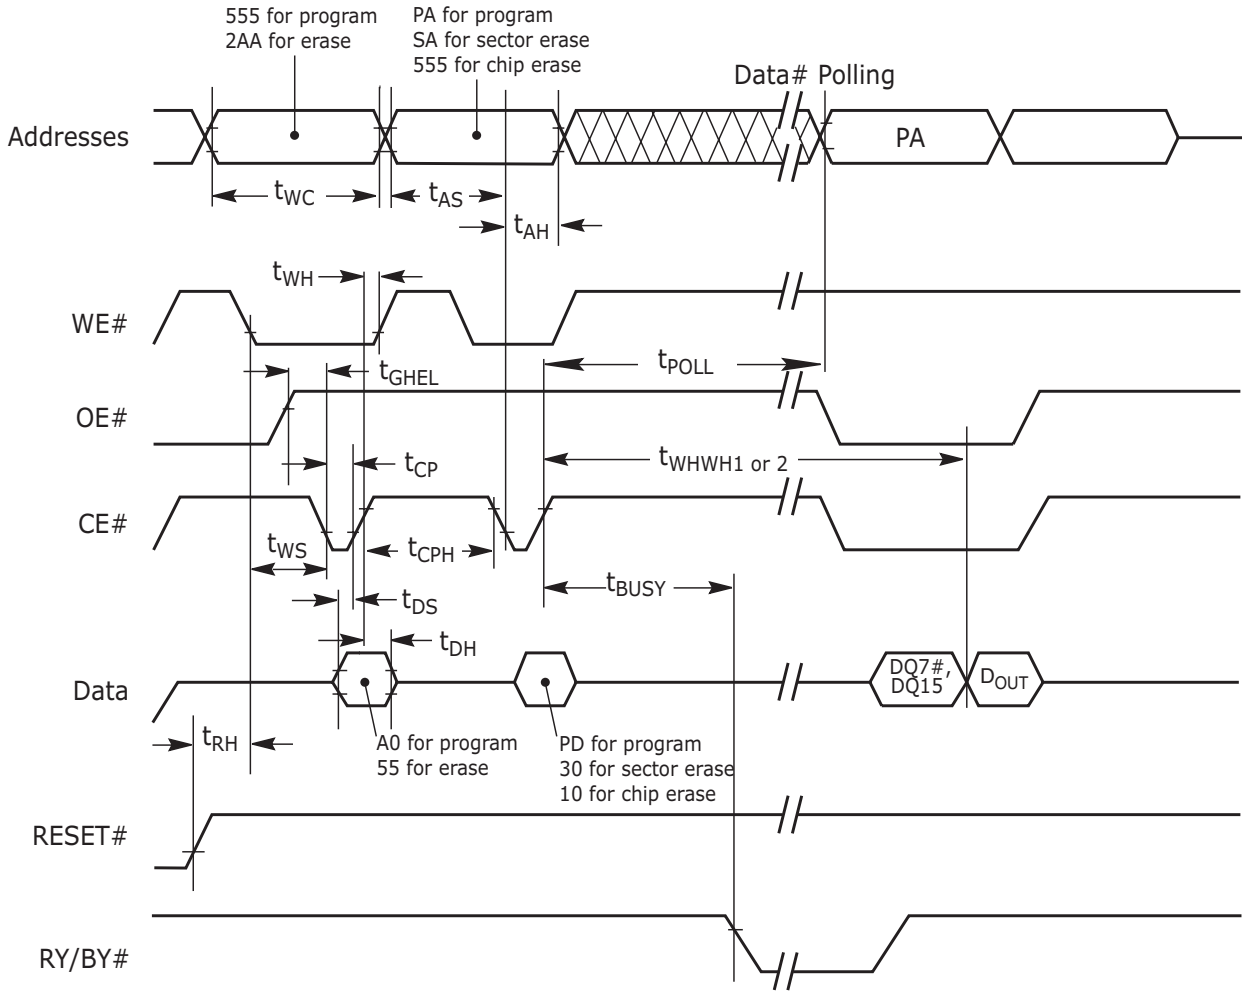 555 for program
2AA for erase
PA for program
SA for sector erase
555 for chip erase
Data# Polling
Addresses
PA
tWC
tAS
tAH
tWH
WE#
tGHEL
tPOLL
OE#
tCP
tWHWH1 or 2
CE#
tWS
tCPH
tBUSY
tDS
tDH
Data
DQ7#,
DQ15
DOUT
tRH
A0 for program
55 for erase
PD for program
30 for sector erase
10 for chip erase
RESET#
RY/BY#